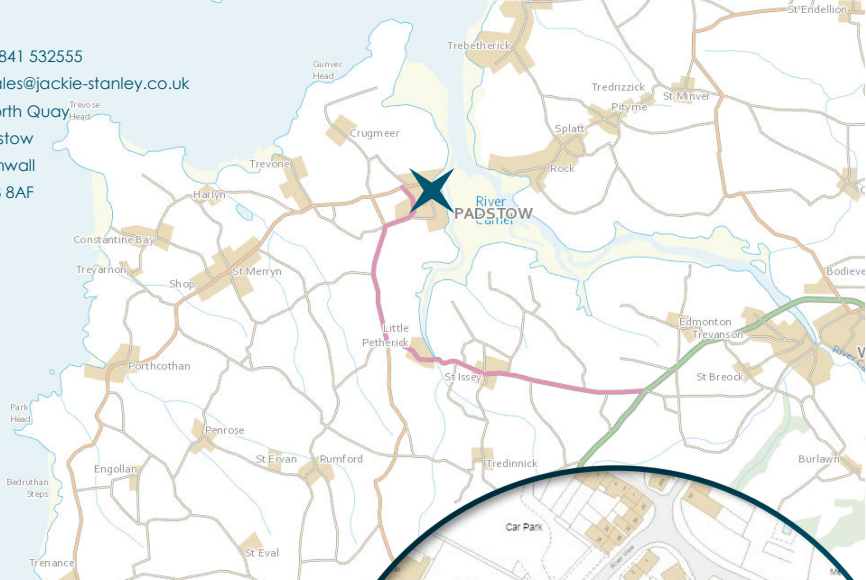 841 532555
ales@jackie-stanley.co.uk
orth Quay
stow
nwall
8AF
St Endellion
Trebetherick
Gunver
Head
Tredrizzick
St Minver
Pityme
Trevose
Head
Crugmeer
Splatt
Trevone
Rock
Harlyn
River
Camel
PADSTOW
Constantine Bay
Treyarnon
St Merryn
Shop
Bodieve
Little
Petherick
Edmonton
Trevanson
W
River C
Porthcothan
St Issey
St Breock
Park
Head
Penrose
St Ervan
Rumford
Tredinnick
Burlawn
Engollan
Bedruthan
Steps
Car Park
River View
St Eval
Trenance